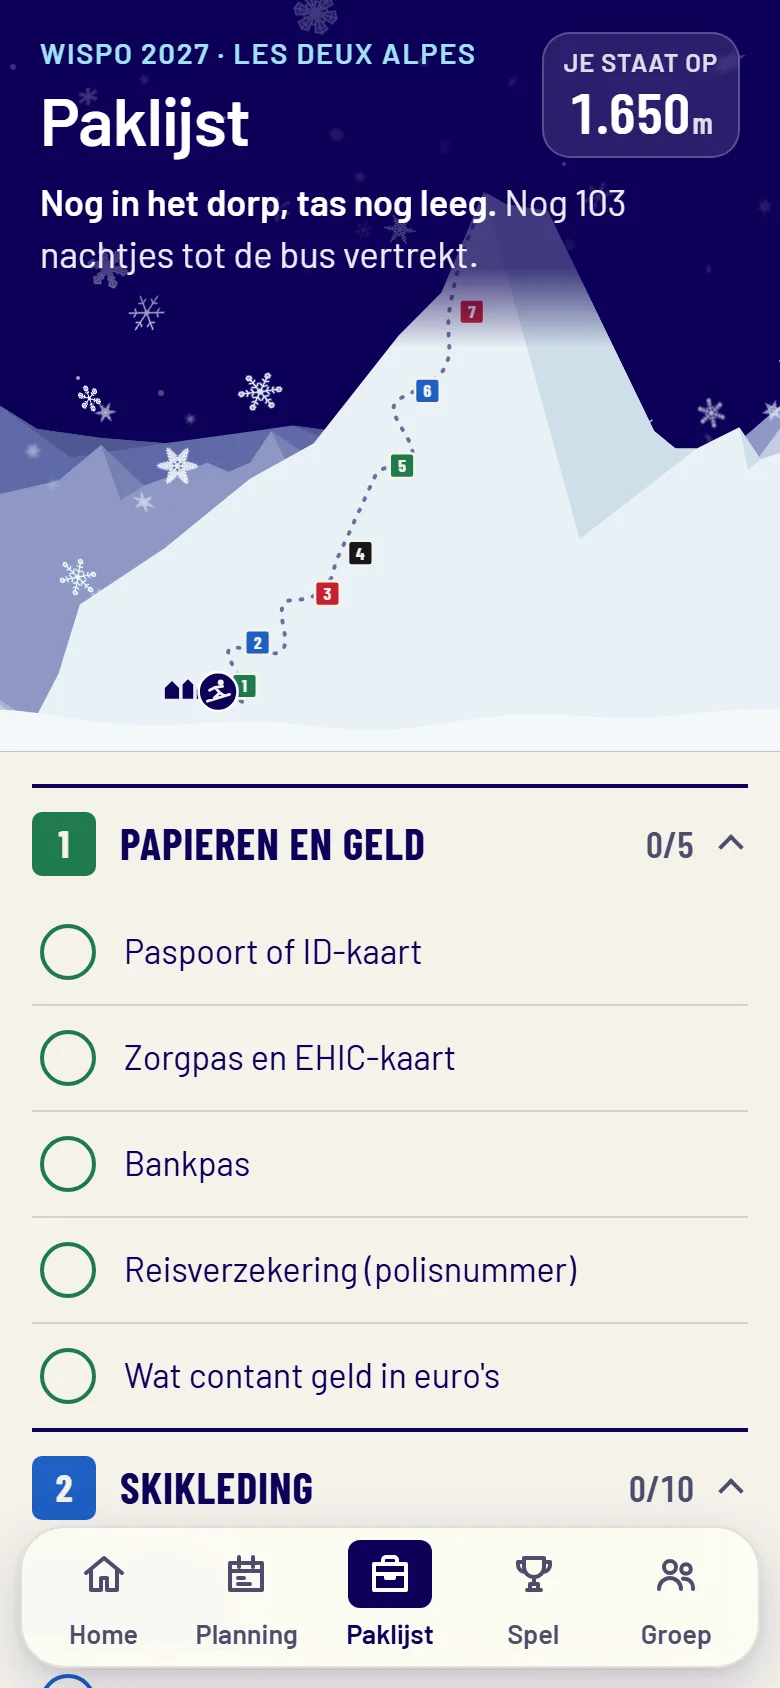 WISPO 2027 · LES DEUX ALPES
JE STAAT OP
1.650m
Paklijst
Nog in het dorp, tas nog leeg. Nog 103
nachtjes tot de bus vertrekt.
7
6
5
4
3
2
1
1 PAPIEREN EN GELD 0/5
Paspoort of ID-kaart
Zorgpas en EHIC-kaart
Bankpas
Reisverzekering (polisnummer)
Wat contant geld in euro's
2 SKIKLEDING 0/10
Home Planning Paklijst Spel Groep